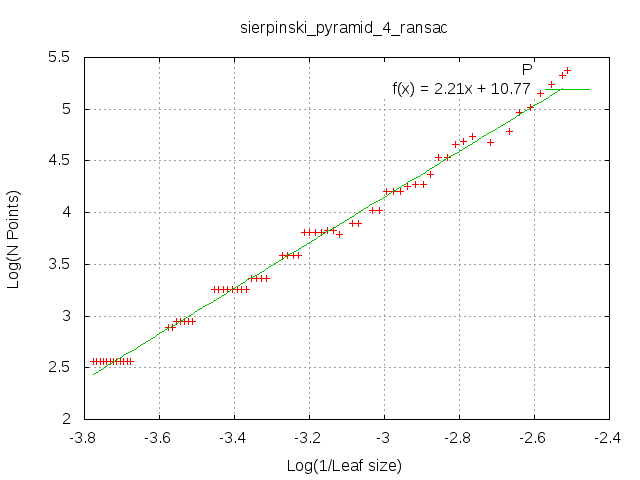 sierpinski_pyramid_4_ransac
5.5
P
f(x) = 2.21x + 10.77
5
4.5
4
Log(N Points)
3.5
3
2.5
2
-3.8 -3.6 -3.4 -3.2 -3 -2.8 -2.6 -2.4
Log(1/Leaf size)